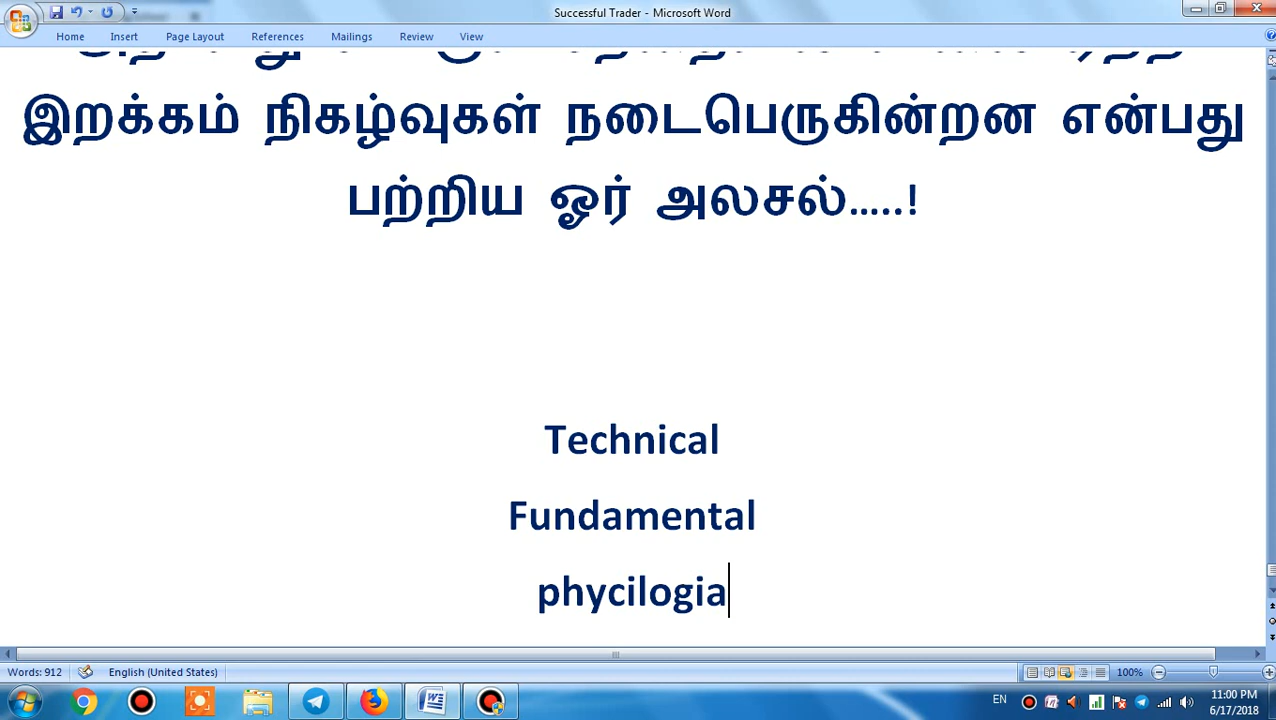 Successful Trader - Microsoft Word
Home Insert Page Layout References Mailings Review View
இறக்கம் நிகழ்வுகள் நடைபெருகின்றன என்பது
பற்றிய ஓர் அலசல்.....!
Technical
Fundamental
phycilogia
Words: 912 English (United States) 100%
EN 11:00 PM
6/17/2018